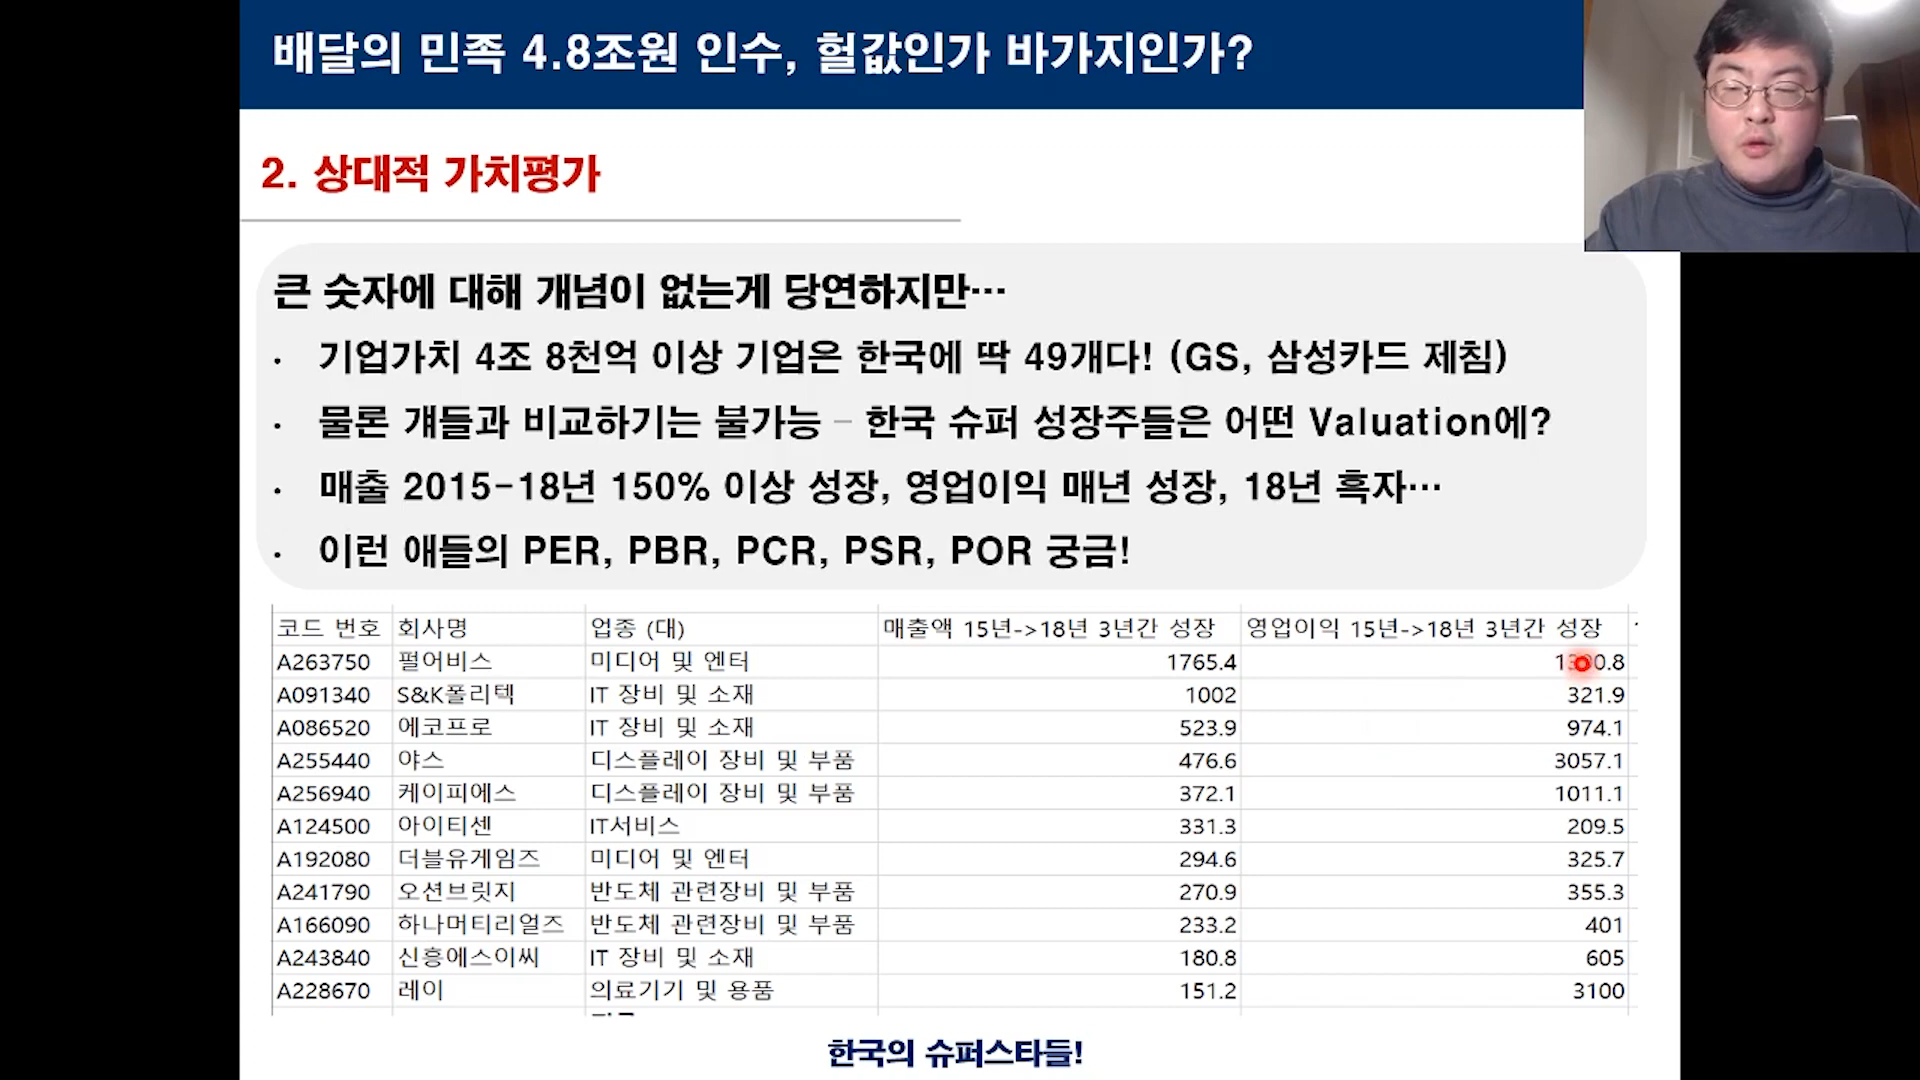 배달의 민족 4.8조원 인수, 헐값인가 바가지인가?
2. 상대적 가치평가
큰 숫자에 대해 개념이 없는게 당연하지만…
· 기업가치 4조 8천억 이상 기업은 한국에 딱 49개다! (GS, 삼성카드 제침)
· 물론 걔들과 비교하기는 불가능 – 한국 슈퍼 성장주들은 어떤 Valuation에?
· 매출 2015-18년 150% 이상 성장, 영업이익 매년 성장, 18년 흑자…
· 이런 애들의 PER, PBR, PCR, PSR, POR 궁금!
코드 번호 회사명 업종 (대) 매출액 15년->18년 3년간 성장 영업이익 15년->18년 3년간 성장
A263750 펄어비스 미디어 및 엔터 1765.4
A091340 S&K폴리텍 IT 장비 및 소재 1002 321.9
A086520 에코프로 IT 장비 및 소재 523.9 974.1
A255440 야스 디스플레이 장비 및 부품 476.6 3057.1
A256940 케이피에스 디스플레이 장비 및 부품 372.1 1011.1
A124500 아이티센 IT서비스 331.3 209.5
A192080 더블유게임즈 미디어 및 엔터 294.6 325.7
A241790 오션브릿지 반도체 관련장비 및 부품 270.9 355.3
A166090 하나머티리얼즈 반도체 관련장비 및 부품 233.2 401
A243840 신흥에스이씨 IT 장비 및 소재 180.8 605
A228670 레이 의료기기 및 용품 151.2 3100
한국의 슈퍼스타들!